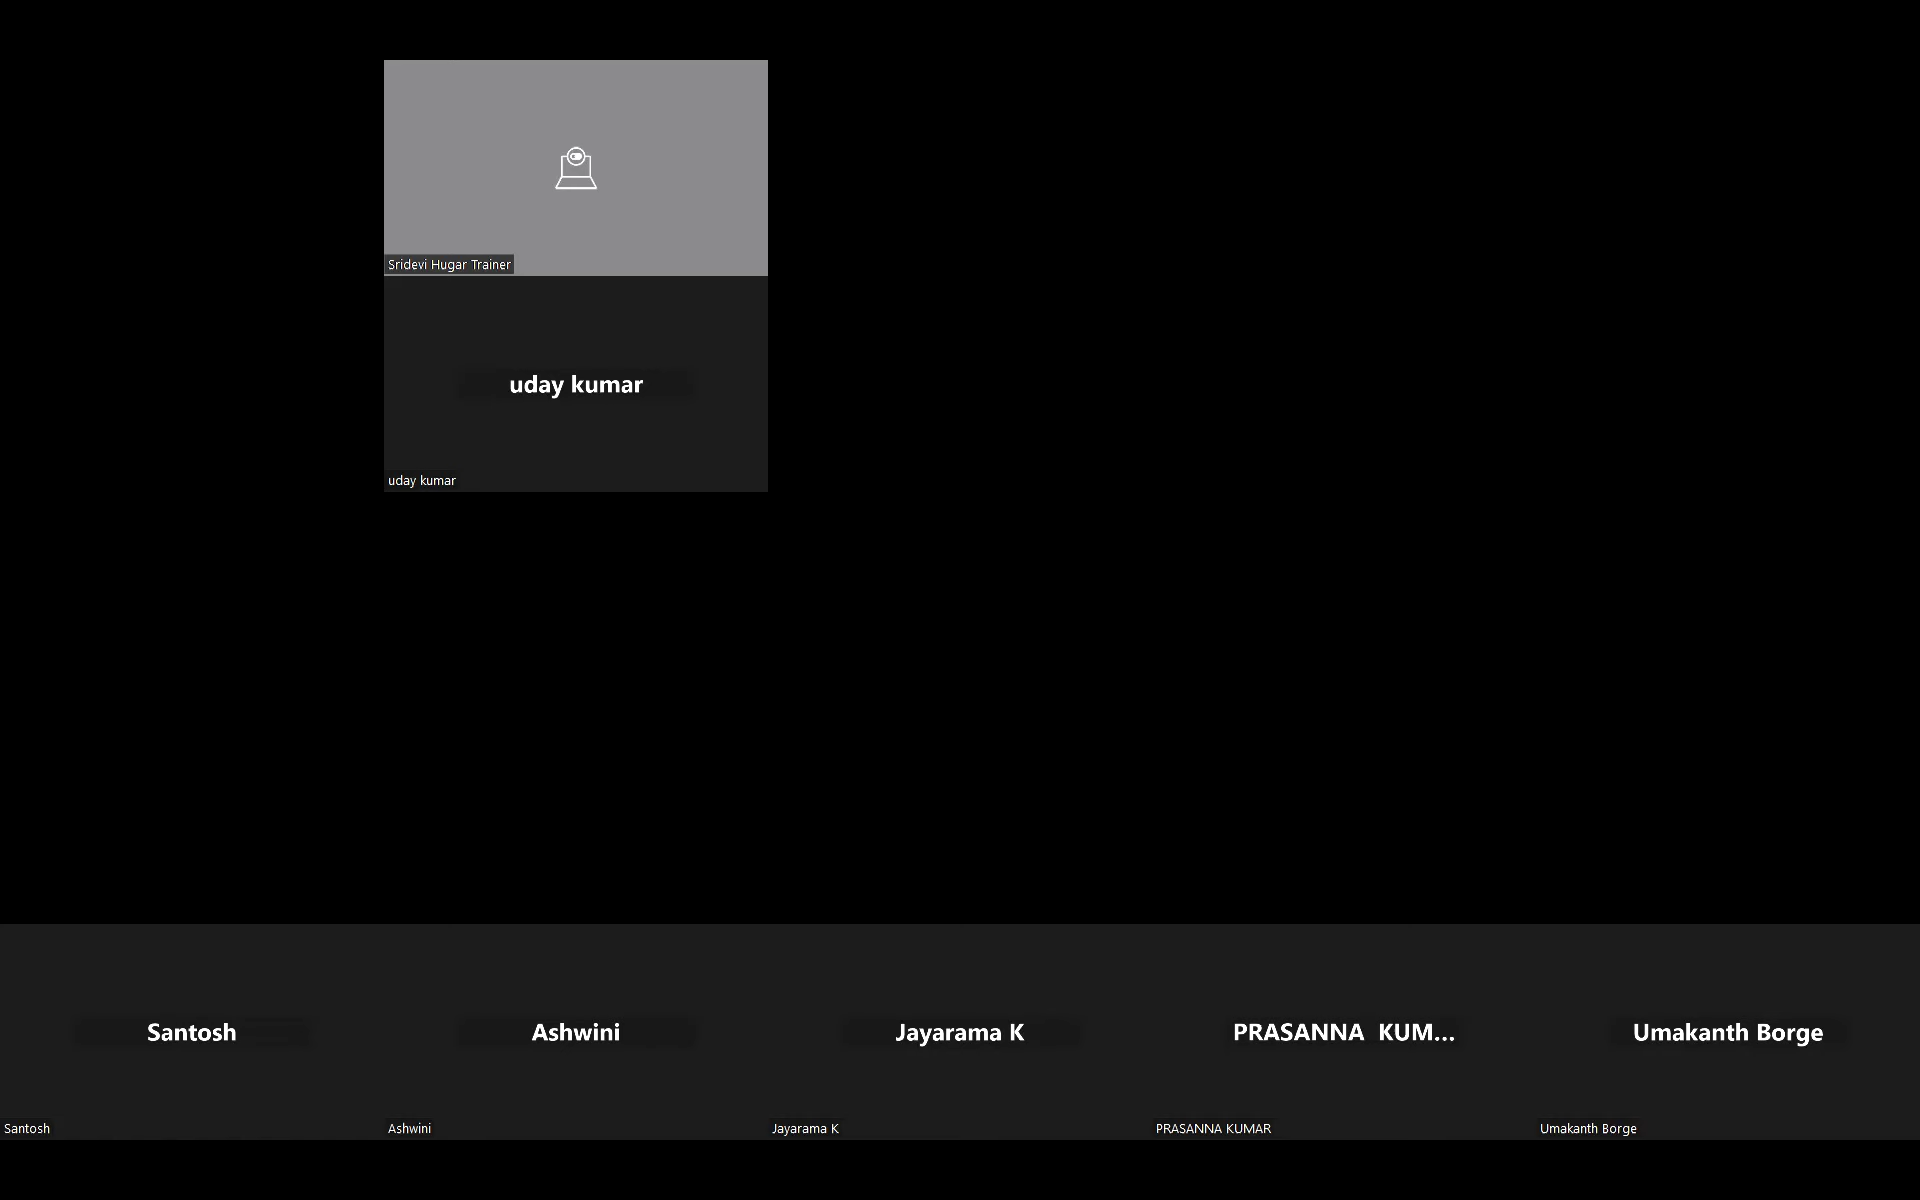 Sridevi Hugar Trainer
uday kumar
uday kumar
Santosh
Ashwini
Jayarama K
PRASANNA  KUM...
Umakanth Borge
Santosh
Ashwini
Jayarama K
PRASANNA KUMAR
Umakanth Borge